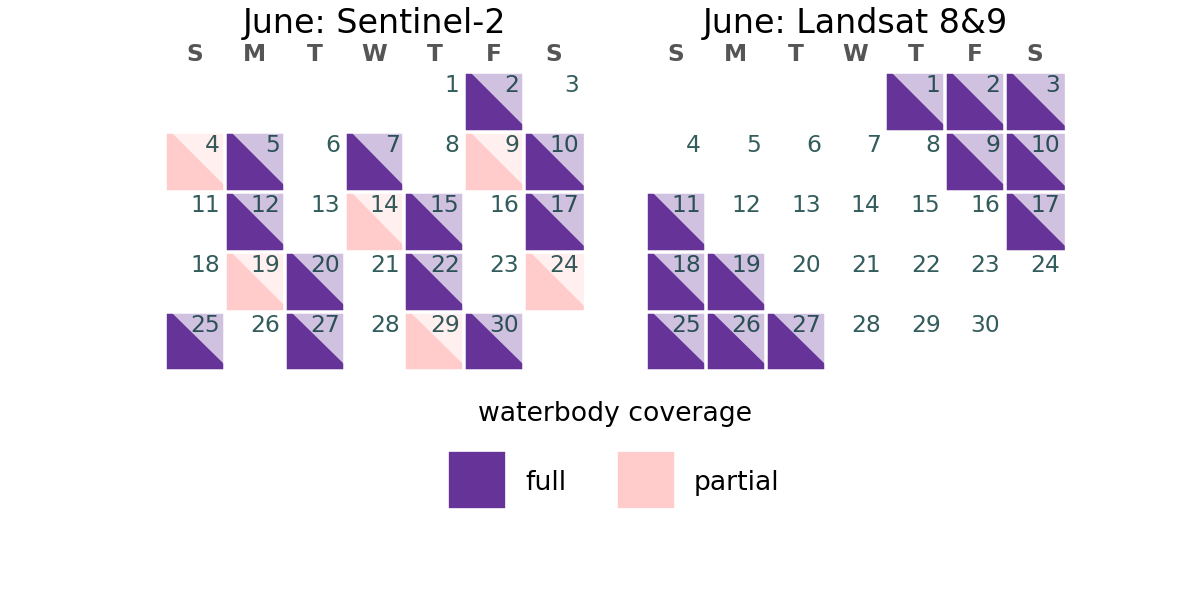 June: Sentinel-2
S M T W T F S
1 2 3
4 5 6 7 8 9 10
11 12 13 14 15 16 17
18 19 20 21 22 23 24
25 26 27 28 29 30
June: Landsat 8&9
S M T W T F S
1 2 3
4 5 6 7 8 9 10
11 12 13 14 15 16 17
18 19 20 21 22 23 24
25 26 27 28 29 30
waterbody coverage
full partial